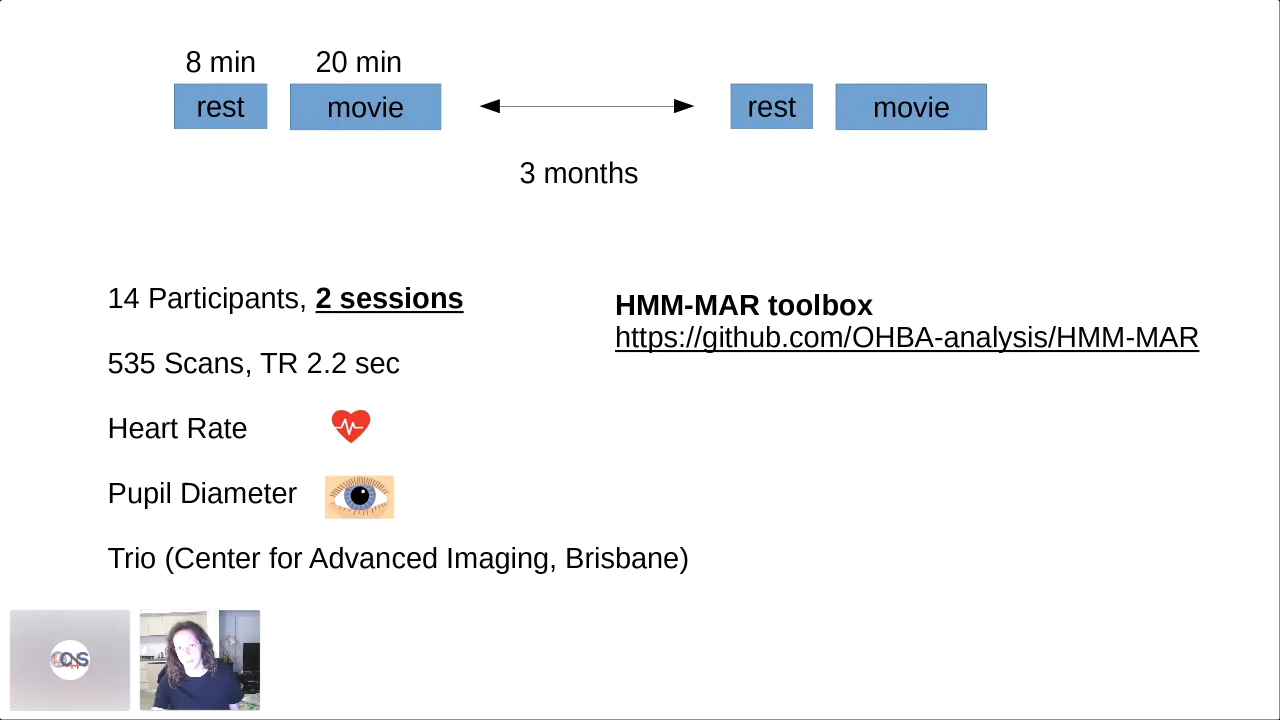 8 min 20 min
rest movie rest movie
3 months
14 Participants, 2 sessions
HMM-MAR toolbox
https://github.com/OHBA-analysis/HMM-MAR
535 Scans, TR 2.2 sec
Heart Rate
Pupil Diameter
Trio (Center for Advanced Imaging, Brisbane)